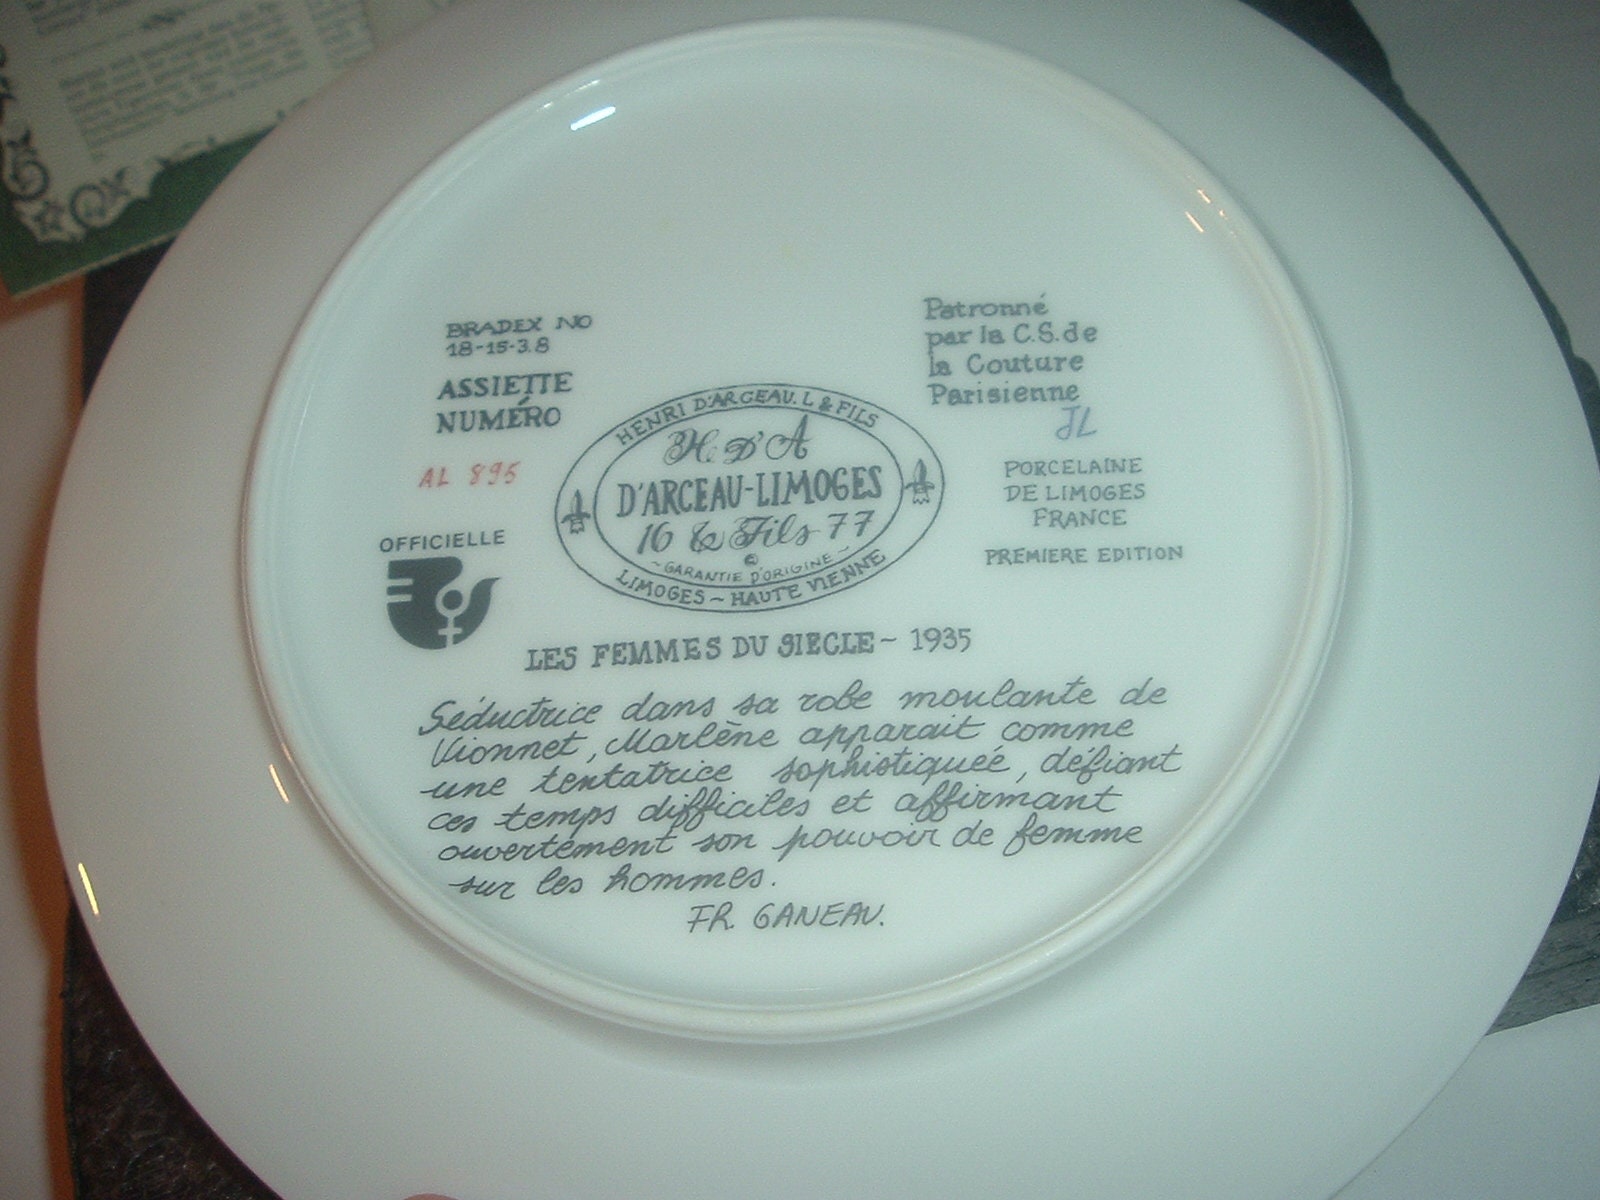 BRADEX NO
18-15-3.8
ASSIETTE
NUMÉRO
AL 895
OFFICIELLE
Patronné
par la C.S. de
la Couture
Parisienne
JL
PORCELAINE
DE LIMOGES
FRANCE
PREMIERE EDITION
HENRI D'ARCEAU. L & FILS
H. D'A
D'ARCEAU-LIMOGES
16 & Fils 77
©
~ GARANTIE D'ORIGINE ~
LIMOGES ~ HAUTE VIENNE
LES FEMMES DU SIECLE ~ 1935
Séductrice dans sa robe moulante de
Vionnet, Marlène apparait comme
une tentatrice sophistiquée, défiant
ces temps difficiles et affirmant
ouvertement son pouvoir de femme
sur les hommes.
FR. GANEAU.